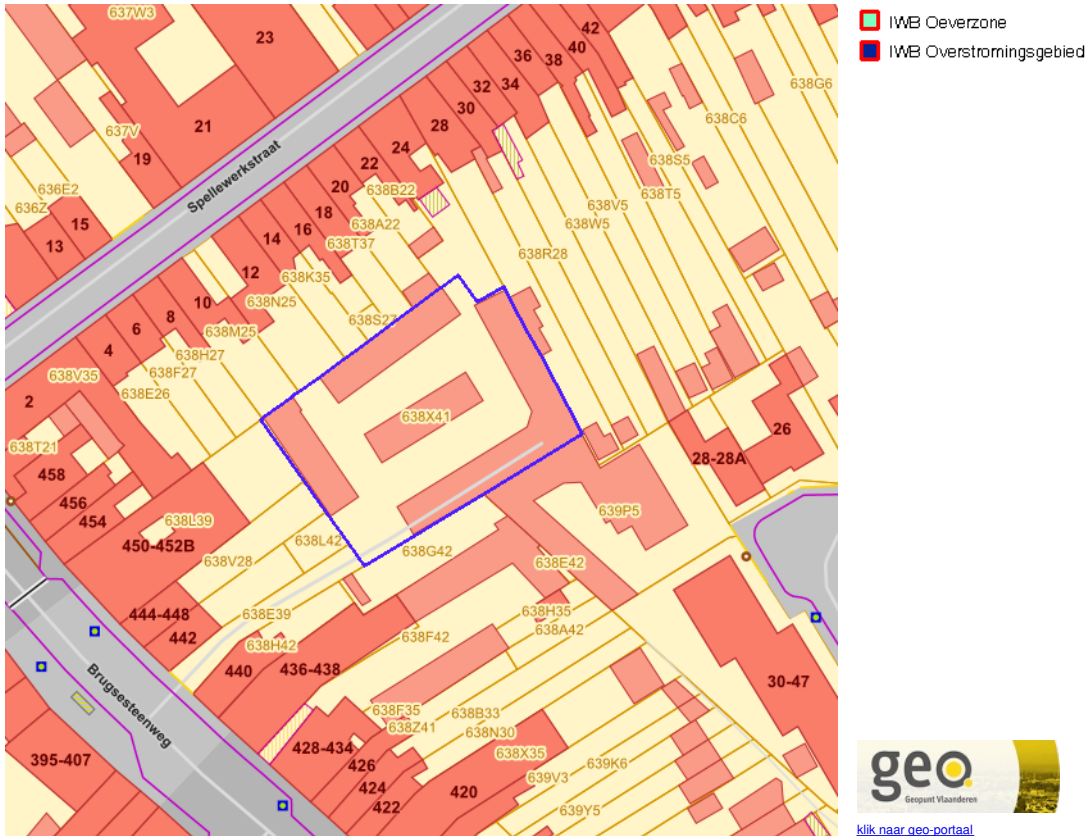 637W3
23
36
42
40
38
34
32
30
28
638G6
638C6
21
637V
19
24
22
20
638B22
638S5
638T5
636E2
636Z
15
13
Spellewerkstraat
18
16
14
638A22
638T37
638V5
638W5
638R28
12
638K35
10
638N25
638S27
8
6
4
638M25
638H27
638F27
638E26
638V35
2
638X41
26
28-28A
638T21
458
456
454
638L39
450-452B
639P5
638L42
638G42
638V28
638E42
444-448
442
638E39
638H35
638A42
638H42
638F42
440
436-438
Brugsesteenweg
30-47
638F35
638B33
638Z41
638N30
428-434
638X35
426
395-407
424
420
639K6
639V3
422
639Y5
IWB Oeverzone
IWB Overstromingsgebied
geo
Geopunt Vlaanderen
klik naar geo-portaal